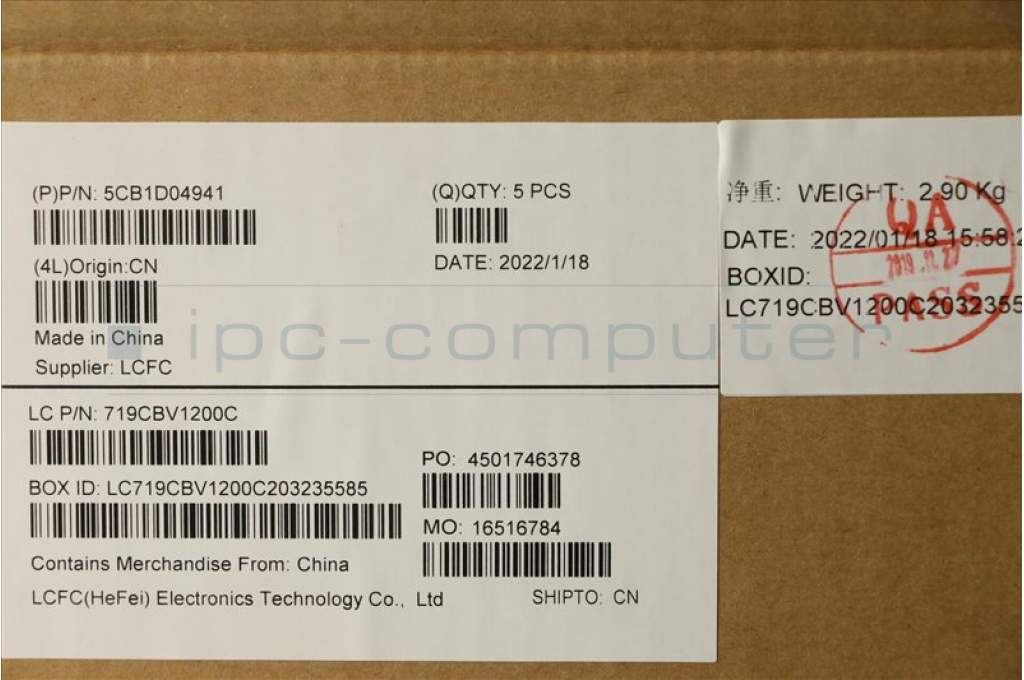 (P)P/N: 5CB1D04941
(Q)QTY: 5 PCS
(4L)Origin:CN
DATE: 2022/1/18
Made in China
Supplier: LCFC
LC P/N: 719CBV1200C
PO: 4501746378
BOX ID: LC719CBV1200C203235585
MO: 16516784
Contains Merchandise From: China
LCFC(HeFei) Electronics Technology Co., Ltd
SHIPTO: CN
净重: WEIGHT: 2.90 Kg
DATE: 2022/01/18 15:58:2
BOXID:
LC719CBV1200C2032355
QA
PASS
ipc-computer